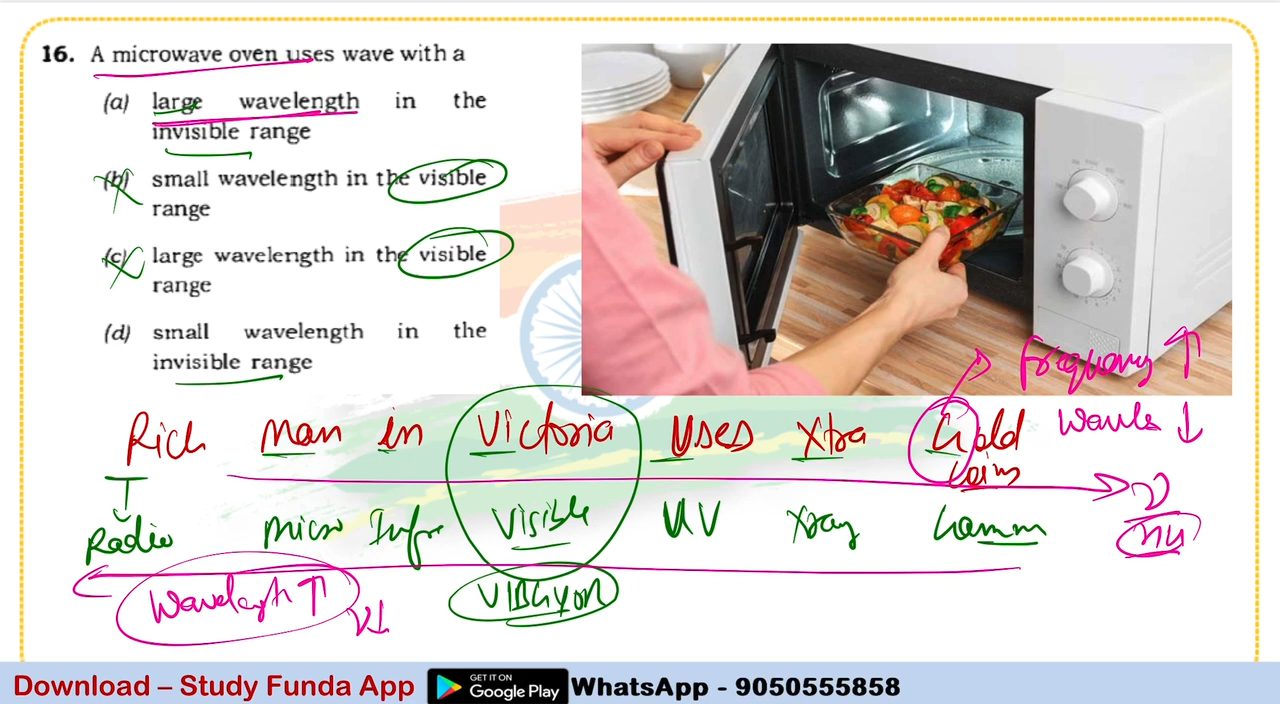 16. A microwave oven uses wave with a
(a) large wavelength in the
invisible range
(b) small wavelength in the visible
range
(c) large wavelength in the visible
range
(d) small wavelength in the
invisible range
Frequency ↑
Rich Man in Victoria Uses Xtra Gold
Coins
Radio Micro Infra Visible UV Xray Gamm
nu
Wavelength ↑
VIBGYOR
Download – Study Funda App GET IT ON Google Play WhatsApp - 9050555858